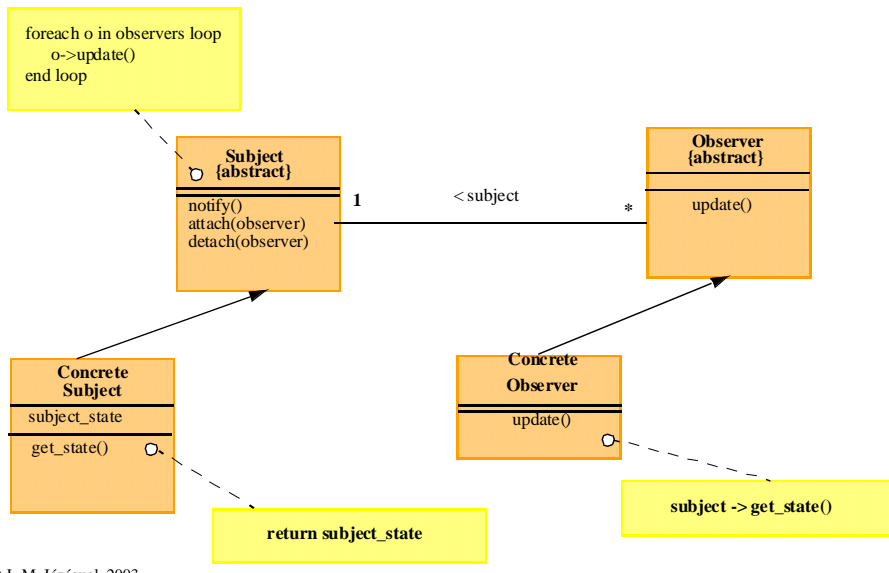 foreach o in observers loop
o->update()
end loop
Subject
{abstract}
notify()
attach(observer)
detach(observer)
1
< subject
*
Observer
{abstract}
update()
Concrete
Subject
subject_state
get_state()
return subject_state
Concrete
Observer
update()
subject -> get_state()
2003